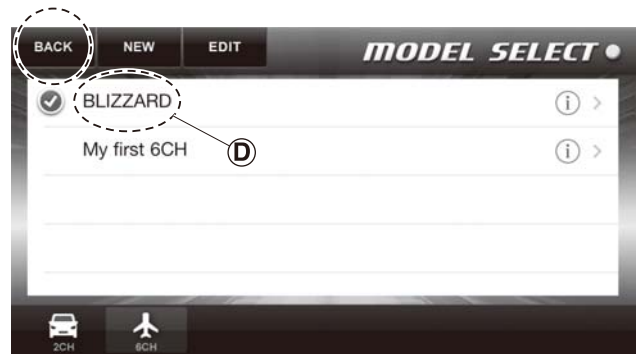 BACK NEW EDIT MODEL SELECT
BLIZZARD
My first 6CH
D
2CH 6CH